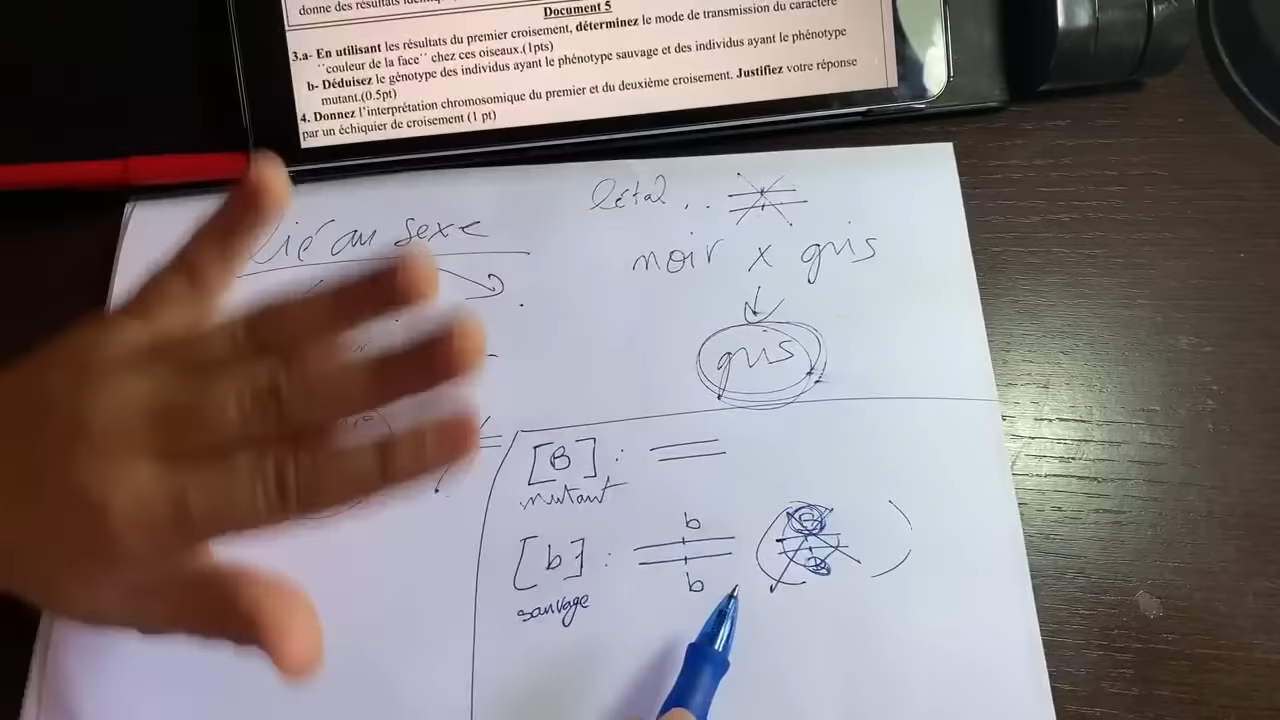 donne des résultats
Document 5
3.a- En utilisant les résultats du premier croisement, déterminez le mode de transmission du caractère
‘‘couleur de la face’’ chez ces oiseaux.(1pts)
b- Déduisez le génotype des individus ayant le phénotype sauvage et des individus ayant le phénotype
mutant.(0.5pt)
4. Donnez l’interprétation chromosomique du premier et du deuxième croisement. Justifiez votre réponse
par un échiquier de croisement (1 pt)
létal ..
lié au sexe
noir x gris
gris
[B] :
mutant
b
[b] :
b
sauvage